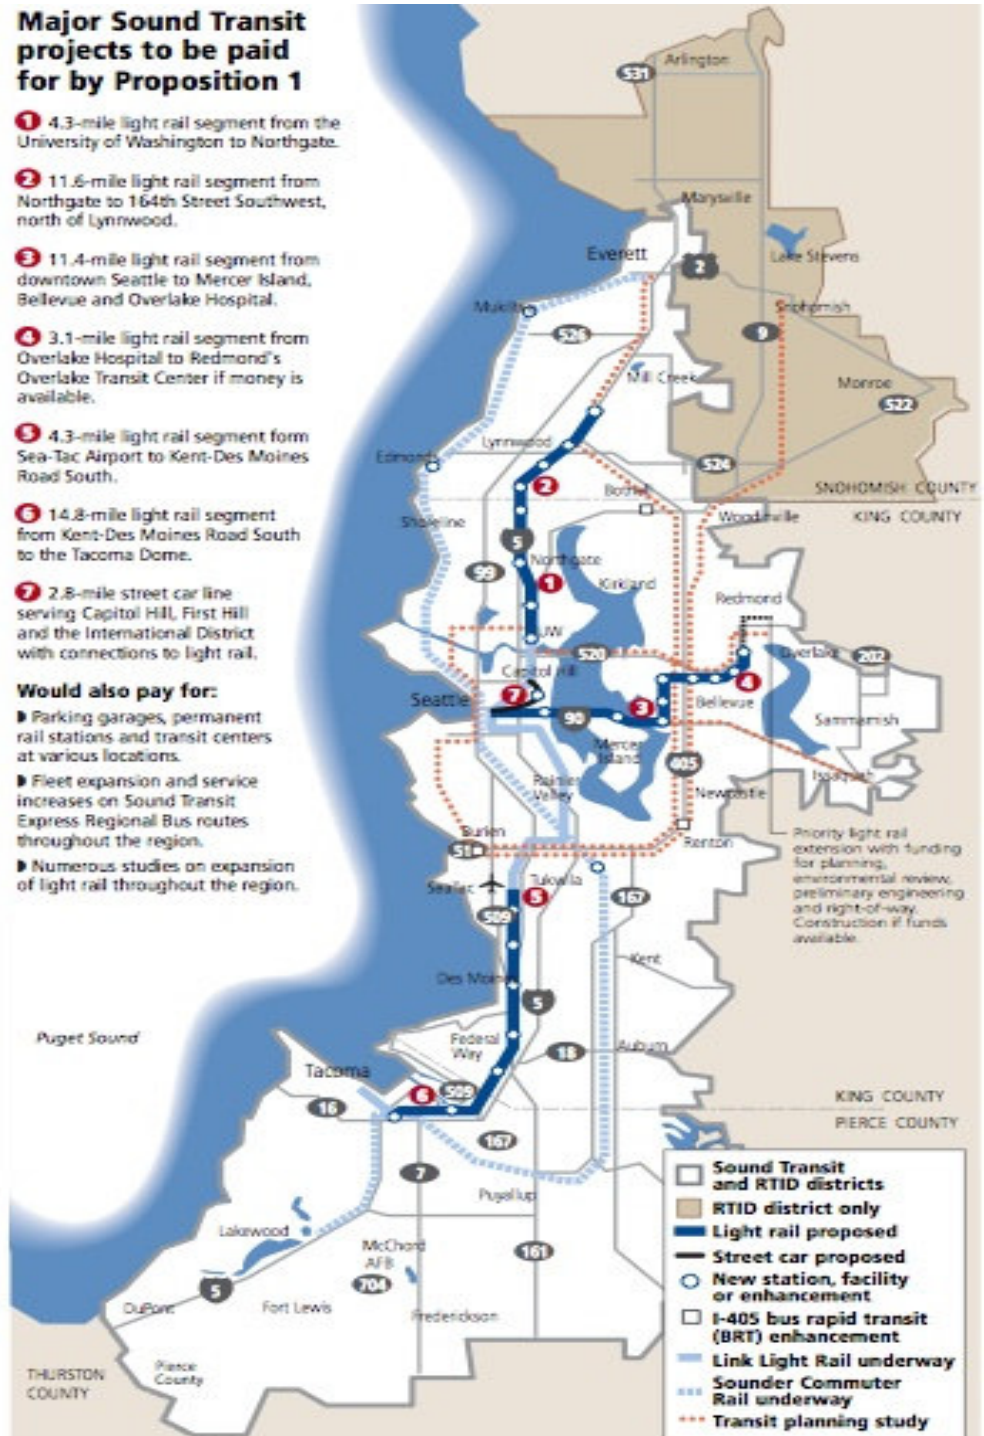 Major Sound Transit
projects to be paid
for by Proposition 1
1 4.3-mile light rail segment from the
University of Washington to Northgate.
2 11.6-mile light rail segment from
Northgate to 164th Street Southwest,
north of Lynnwood.
3 11.4-mile light rail segment from
downtown Seattle to Mercer Island,
Bellevue and Overlake Hospital.
4 3.1-mile light rail segment from
Overlake Hospital to Redmond's
Overlake Transit Center if money is
available.
5 4.3-mile light rail segment form
Sea-Tac Airport to Kent-Des Moines
Road South.
6 14.8-mile light rail segment
from Kent-Des Moines Road South
to the Tacoma Dome.
7 2.8-mile street car line
serving Capitol Hill, First Hill
and the International District
with connections to light rail.
Would also pay for:
Parking garages, permanent
rail stations and transit centers
at various locations.
Fleet expansion and service
increases on Sound Transit
Express Regional Bus routes
throughout the region.
Numerous studies on expansion
of light rail throughout the region.
Arlington
531
Marysville
Everett
2
Lake Stevens
Mukilteo
Snohomish
526
9
Mill Creek
Monroe
522
Lynnwood
Edmonds
524
2
Bothell
SNOHOMISH COUNTY
KING COUNTY
Shoreline
Woodinville
5
Northgate
99
1
Kirkland
Redmond
UW
520
Overlake
202
Capitol Hill
4
Seattle
7
3
Bellevue
90
Sammamish
Mercer
Island
405
Rainier
Valley
Newcastle
Issaquah
Burien
518
Renton
Priority light rail
extension with funding
for planning,
environmental review,
preliminary engineering
and right-of-way.
Construction if funds
available.
SeaTac
Tukwila
5
167
509
Kent
Des Moines
5
Puget Sound
Federal
Way
18
Auburn
Tacoma
6
509
16
KING COUNTY
PIERCE COUNTY
167
7
Puyallup
Lakewood
McChord
AFB
161
704
5
DuPont
Fort Lewis
Frederickson
THURSTON
COUNTY
Pierce
County
Sound Transit
and RTID districts
RTID district only
Light rail proposed
Street car proposed
New station, facility
or enhancement
I-405 bus rapid transit
(BRT) enhancement
Link Light Rail underway
Sounder Commuter
Rail underway
Transit planning study